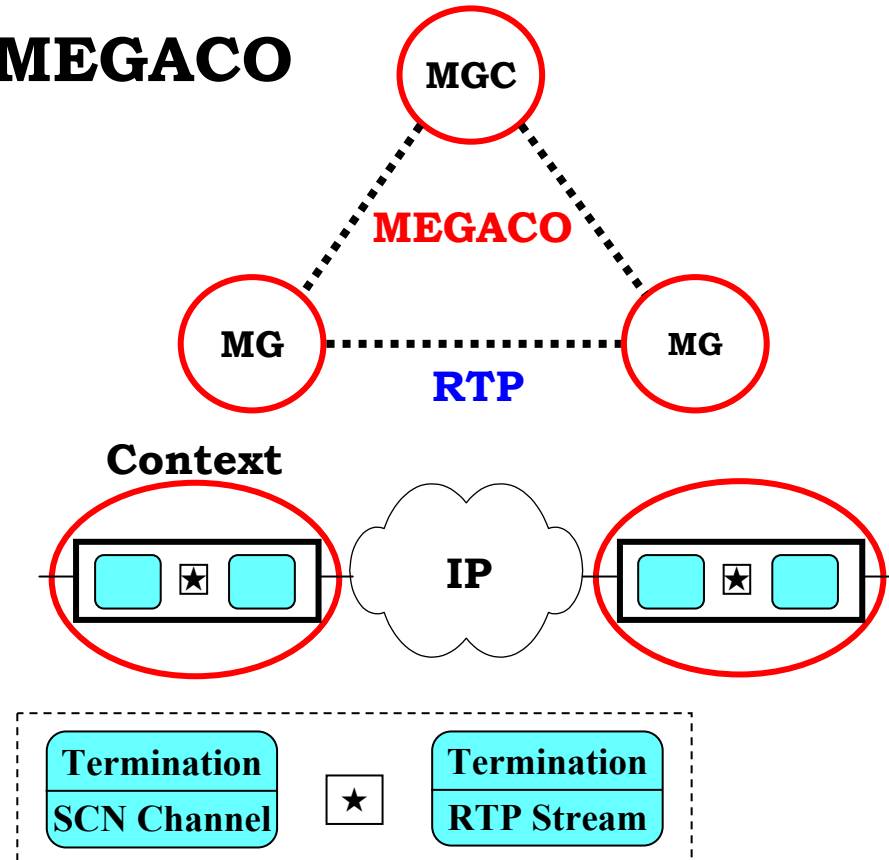 MEGACO
MGC
MEGACO
MG
MG
RTP
Context
IP
Termination
SCN Channel
Termination
RTP Stream